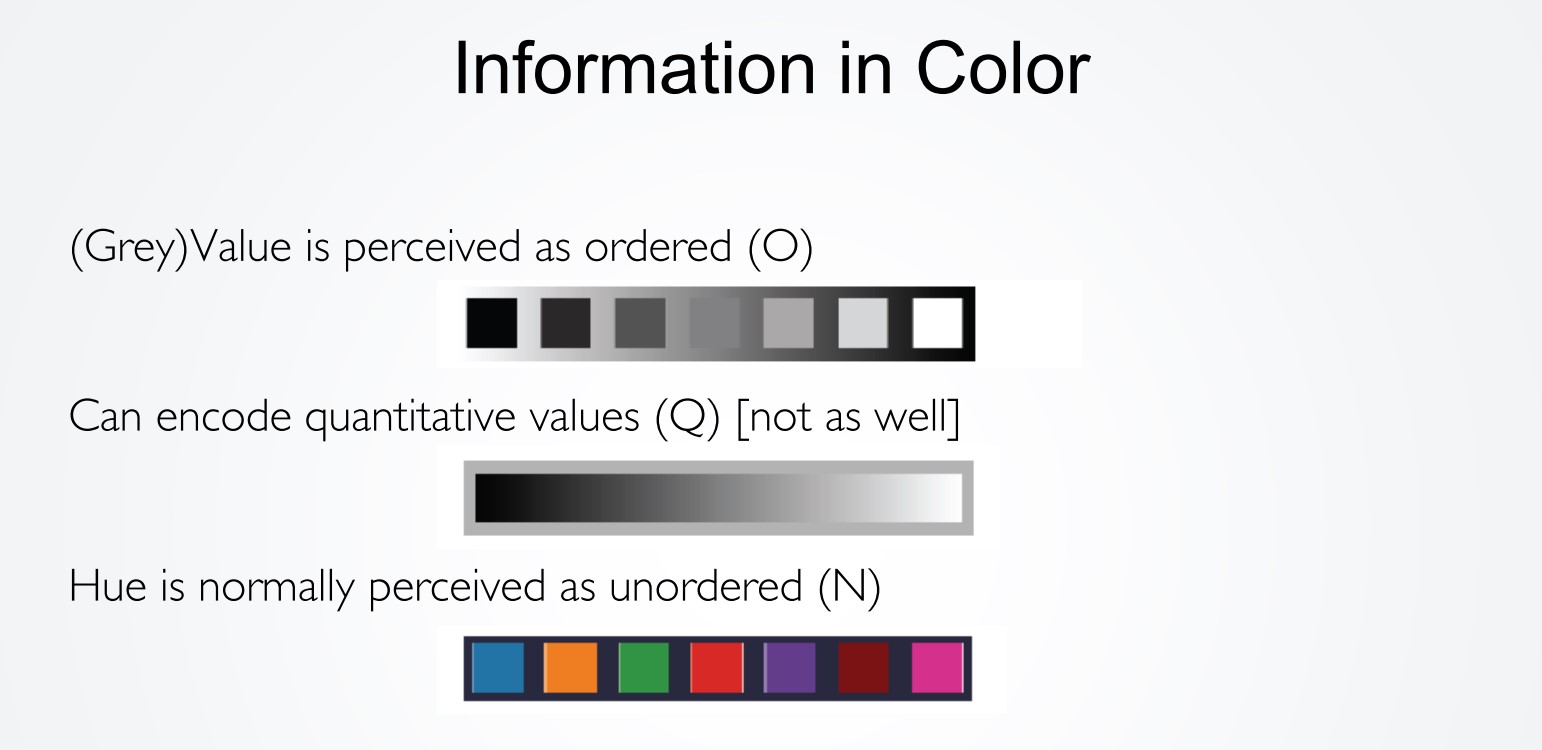 Information in Color
(Grey)Value is perceived as ordered (O)
Can encode quantitative values (Q) [not as well]
Hue is normally perceived as unordered (N)